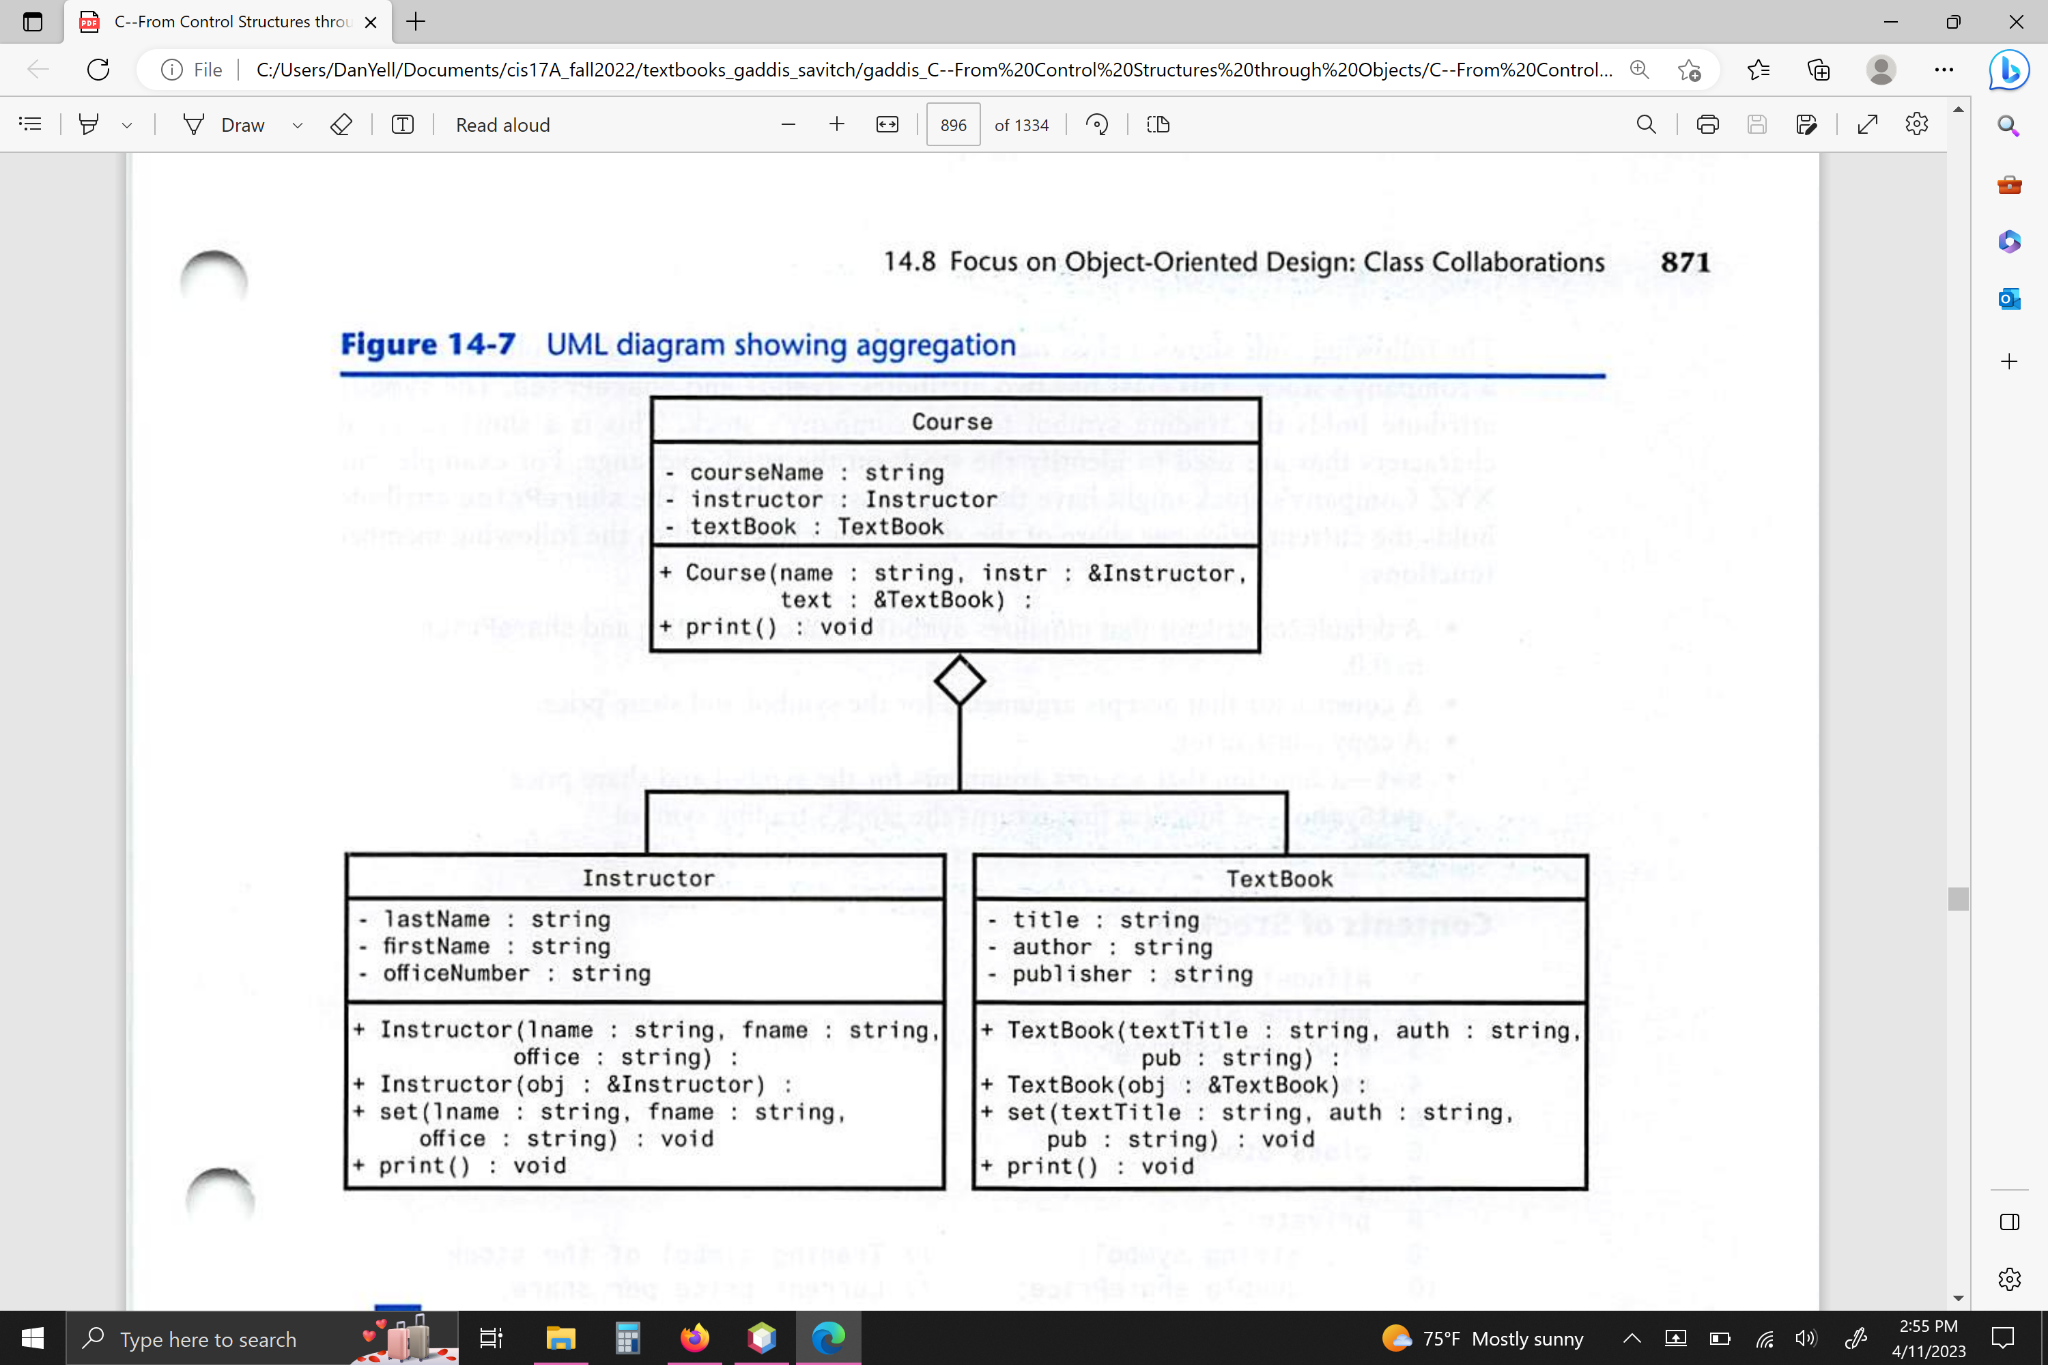 C--From Control Structures throu
File
C:/Users/DanYell/Documents/cis17A_fall2022/textbooks_gaddis_savitch/gaddis_C--From%20Control%20Structures%20through%20Objects/C--From%20Control...
Draw
Read aloud
896 of 1334
14.8 Focus on Object-Oriented Design: Class Collaborations 871
Figure 14-7 UML diagram showing aggregation
Course
- courseName : string
- instructor : Instructor
- textBook : TextBook
+ Course(name : string, instr : &Instructor,
text : &TextBook) :
+ print() : void
Instructor
- lastName : string
- firstName : string
- officeNumber : string
+ Instructor(lname : string, fname : string,
office : string) :
+ Instructor(obj : &Instructor) :
+ set(lname : string, fname : string,
office : string) : void
+ print() : void
TextBook
- title : string
- author : string
- publisher : string
+ TextBook(textTitle : string, auth : string,
pub : string) :
+ TextBook(obj : &TextBook) :
+ set(textTitle : string, auth : string,
pub : string) : void
+ print() : void
Type here to search
75°F Mostly sunny
2:55 PM
4/11/2023